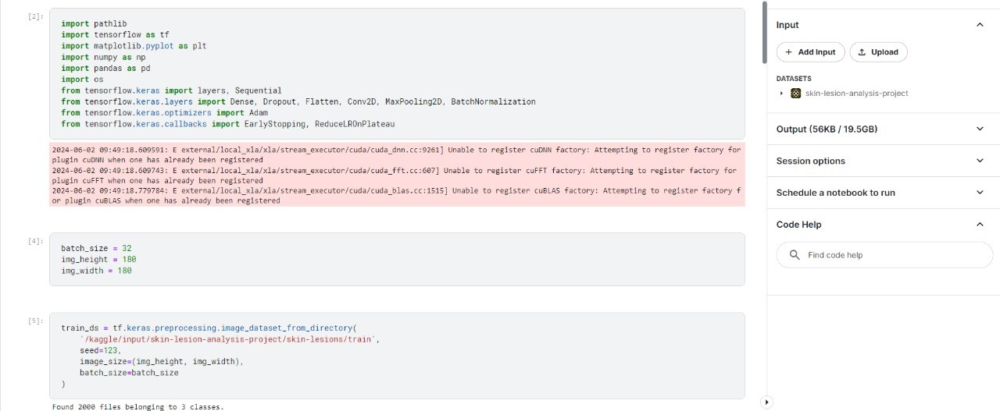 [2]:
import pathlib
import tensorflow as tf
import matplotlib.pyplot as plt
import numpy as np
import pandas as pd
import os
from tensorflow.keras import layers, Sequential
from tensorflow.keras.layers import Dense, Dropout, Flatten, Conv2D, MaxPooling2D, BatchNormalization
from tensorflow.keras.optimizers import Adam
from tensorflow.keras.callbacks import EarlyStopping, ReduceLROnPlateau
2024-06-02 09:49:18.609591: E external/local_xla/xla/stream_executor/cuda/cuda_dnn.cc:9261] Unable to register cuDNN factory: Attempting to register factory for
plugin cuDNN when one has already been registered
2024-06-02 09:49:18.609743: E external/local_xla/xla/stream_executor/cuda/cuda_fft.cc:607] Unable to register cuFFT factory: Attempting to register factory for
plugin cuFFT when one has already been registered
2024-06-02 09:49:18.779784: E external/local_xla/xla/stream_executor/cuda/cuda_blas.cc:1515] Unable to register cuBLAS factory: Attempting to register factory f
or plugin cuBLAS when one has already been registered
[4]:
batch_size = 32
img_height = 180
img_width = 180
[5]:
train_ds = tf.keras.preprocessing.image_dataset_from_directory(
'/kaggle/input/skin-lesion-analysis-project/skin-lesions/train',
seed=123,
image_size=(img_height, img_width),
batch_size=batch_size
)
Found 2000 files belonging to 3 classes.
Input
+ Add Input
Upload
DATASETS
skin-lesion-analysis-project
Output (56KB / 19.5GB)
Session options
Schedule a notebook to run
Code Help
Find code help